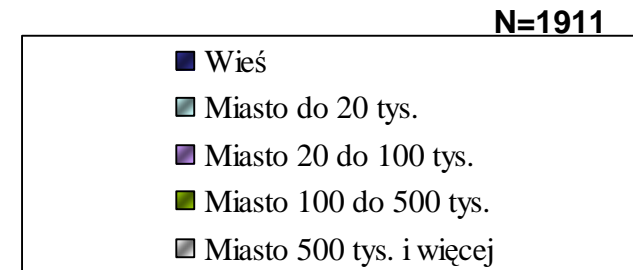 N=1911
Wieś
Miasto do 20 tys.
Miasto 20 do 100 tys.
Miasto 100 do 500 tys.
Miasto 500 tys. i więcej